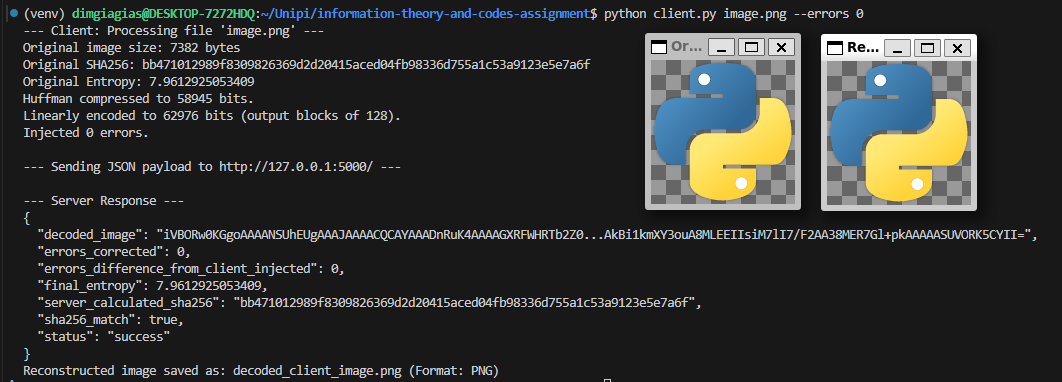 (venv) dimgiagias@DESKTOP-7272HDQ:~/Unipi/information-theory-and-codes-assignment$ python client.py image.png --errors 0
--- Client: Processing file 'image.png' ---
Original image size: 7382 bytes
Original SHA256: bb471012989f8309826369d2d20415aced04fb98336d755a1c53a9123e5e7a6f
Original Entropy: 7.9612925053409
Huffman compressed to 58945 bits.
Linearly encoded to 62976 bits (output blocks of 128).
Injected 0 errors.
Or...
Re...
--- Sending JSON payload to http://127.0.0.1:5000/ ---
--- Server Response ---
{
"decoded_image": "iVBORw0KGgoAAAANSUhEUgAAAJAAAACQCAYAAADnRuK4AAAAGXRFWHRTb2Z0...AkBi1kmXY3ouA8MLEEIIsiM7lI7/F2AA38MER7Gl+pkAAAAASUVORK5CYII=",
"errors_corrected": 0,
"errors_difference_from_client_injected": 0,
"final_entropy": 7.9612925053409,
"server_calculated_sha256": "bb471012989f8309826369d2d20415aced04fb98336d755a1c53a9123e5e7a6f",
"sha256_match": true,
"status": "success"
}
Reconstructed image saved as: decoded_client_image.png (Format: PNG)